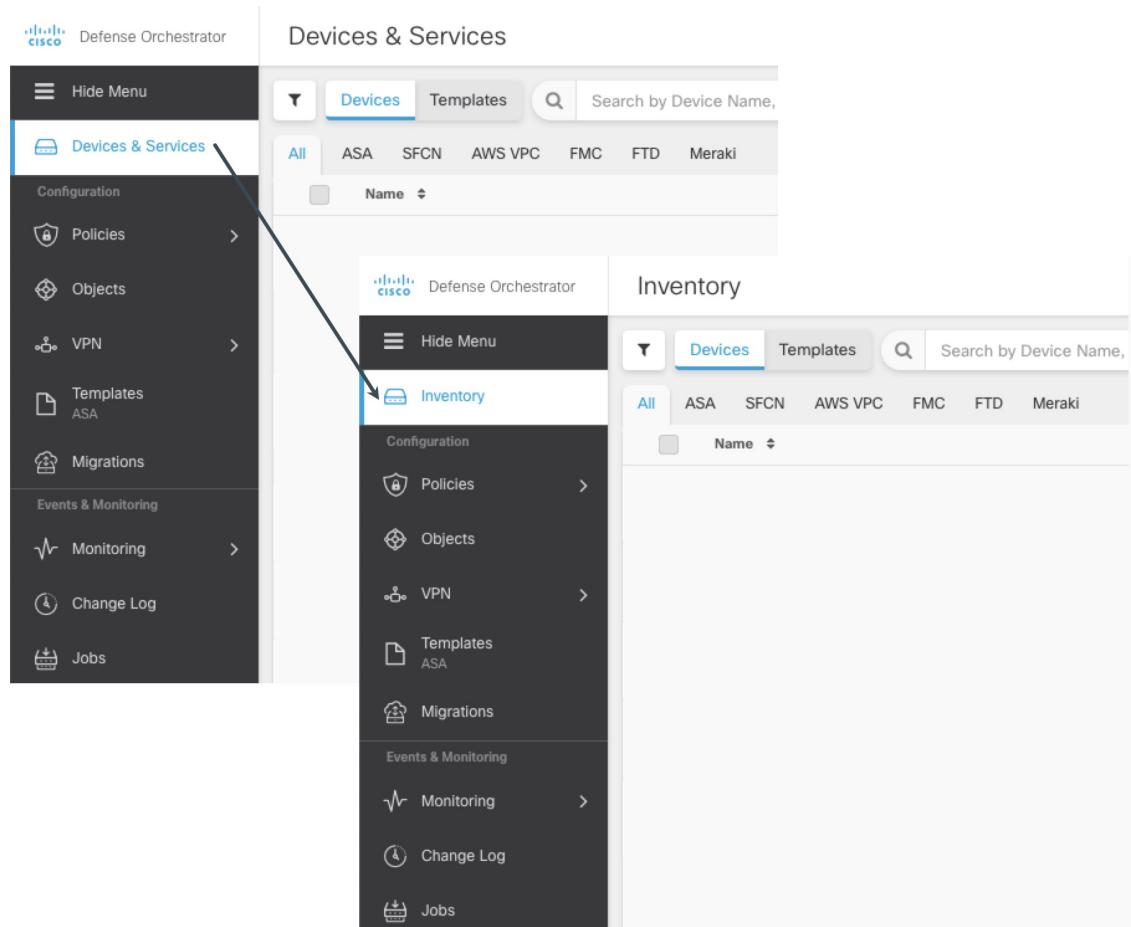 cisco Defense Orchestrator
Devices & Services
Hide Menu
Devices Templates
Search by Device Name,
Devices & Services
All ASA SFCN AWS VPC FMC FTD Meraki
Name
Configuration
Policies
Objects
VPN
Templates
ASA
Migrations
Events & Monitoring
Monitoring
Change Log
Jobs
cisco Defense Orchestrator
Inventory
Hide Menu
Devices Templates
Search by Device Name,
Inventory
All ASA SFCN AWS VPC FMC FTD Meraki
Name
Configuration
Policies
Objects
VPN
Templates
ASA
Migrations
Events & Monitoring
Monitoring
Change Log
Jobs